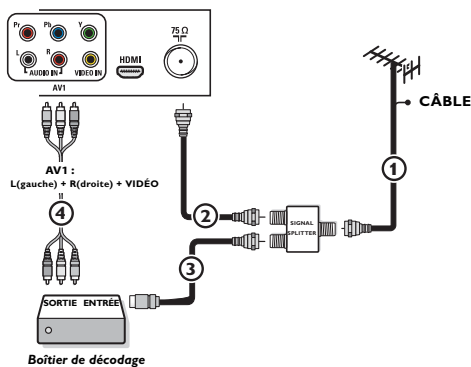 Pr Pb Y
75 Ω
L R
HDMI
AUDIO IN VIDEO IN
AV1
CÂBLE
AV1 :
L(gauche) + R(droite) + VIDÉO
1
2
SIGNAL
SPLITTER
3
4
SORTIE ENTRÉE
Boîtier de décodage